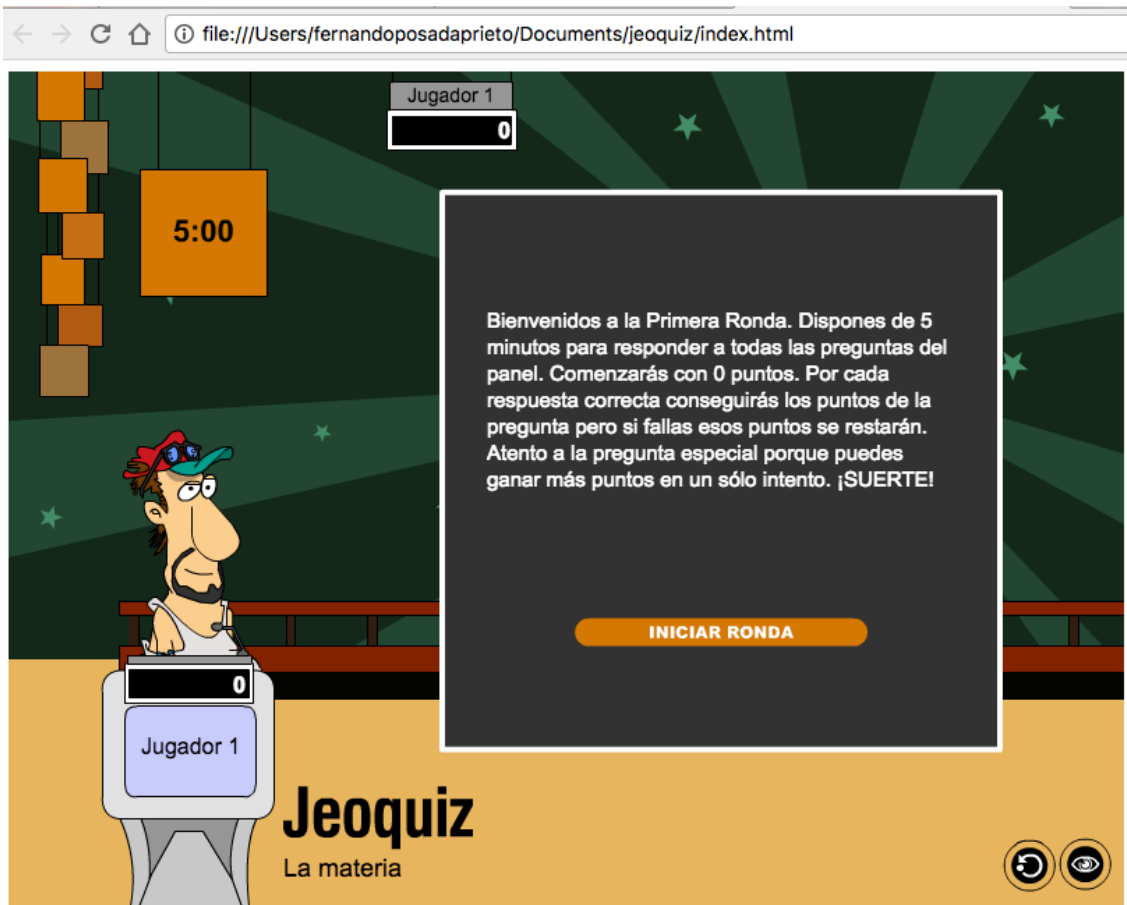 file:///Users/fernandoposadaprieto/Documents/jeoquiz/index.html
Jugador 1
0
5:00
Bienvenidos a la Primera Ronda. Dispones de 5
minutos para responder a todas las preguntas del
panel. Comenzarás con 0 puntos. Por cada
respuesta correcta conseguirás los puntos de la
pregunta pero si fallas esos puntos se restarán.
Atento a la pregunta especial porque puedes
ganar más puntos en un sólo intento. ¡SUERTE!
INICIAR RONDA
0
Jugador 1
Jeoquiz
La materia